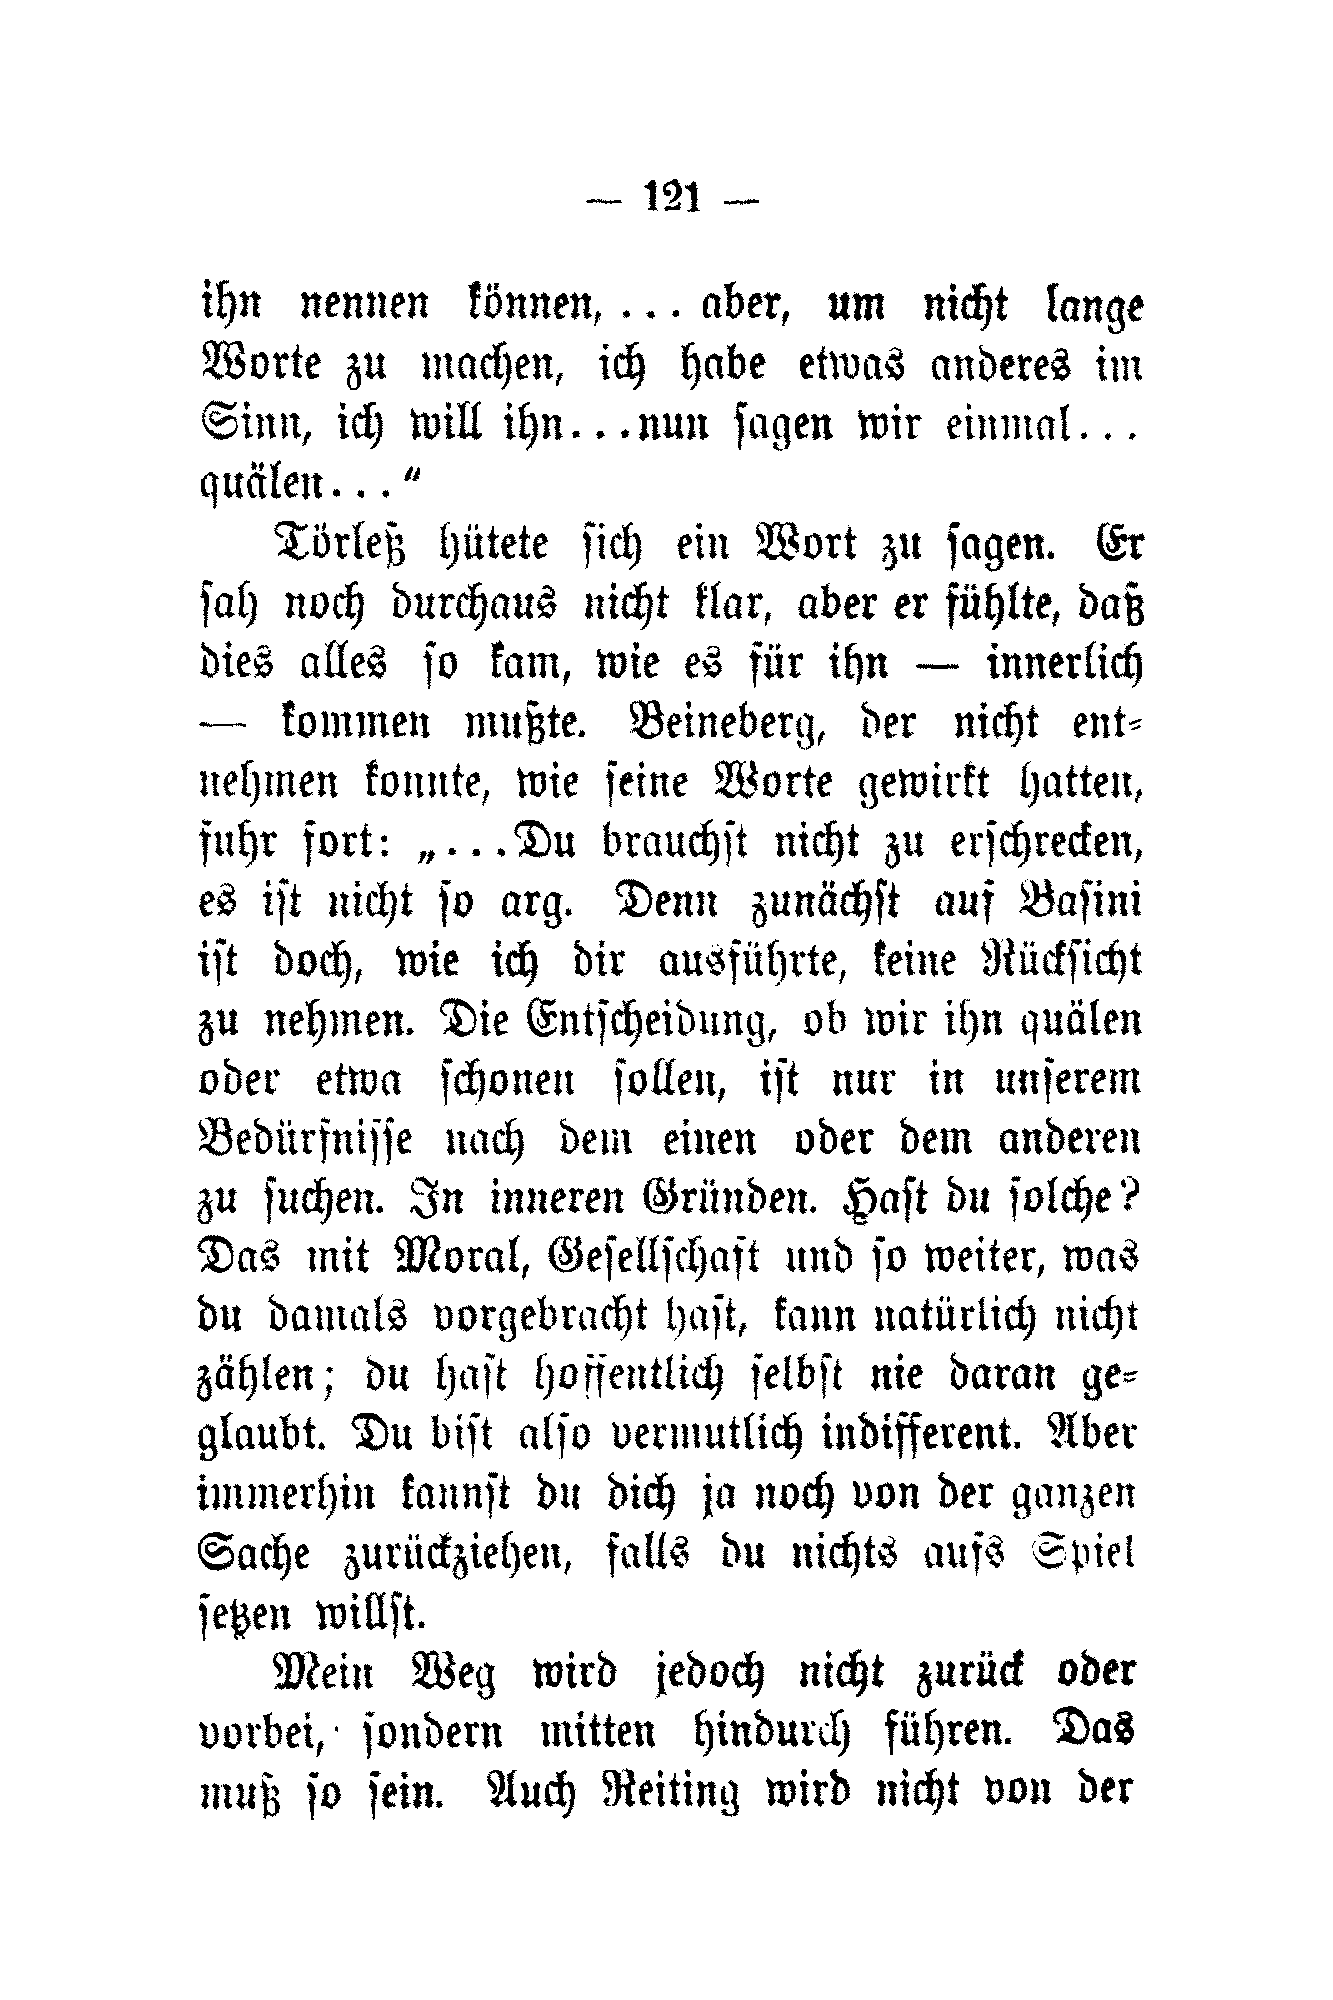 — 121 —
ihn nennen können, ... aber, um nicht lange
Worte zu machen, ich habe etwas anderes im
Sinn, ich will ihn...nun sagen wir einmal...
quälen..."
Törleß hütete sich ein Wort zu sagen. Er
sah noch durchaus nicht klar, aber er fühlte, daß
dies alles so kam, wie es für ihn — innerlich
— kommen mußte. Beineberg, der nicht ent-
nehmen konnte, wie seine Worte gewirkt hatten,
fuhr fort: „...Du brauchst nicht zu erschrecken,
es ist nicht so arg. Denn zunächst auf Basini
ist doch, wie ich dir ausführte, keine Rücksicht
zu nehmen. Die Entscheidung, ob wir ihn quälen
oder etwa schonen sollen, ist nur in unserem
Bedürfnisse nach dem einen oder dem anderen
zu suchen. In inneren Gründen. Hast du solche?
Das mit Moral, Gesellschaft und so weiter, was
du damals vorgebracht hast, kann natürlich nicht
zählen; du hast hoffentlich selbst nie daran ge-
glaubt. Du bist also vermutlich indifferent. Aber
immerhin kannst du dich ja noch von der ganzen
Sache zurückziehen, falls du nichts aufs Spiel
setzen willst.
Mein Weg wird jedoch nicht zurück oder
vorbei, sondern mitten hindurch führen. Das
muß so sein. Auch Reiting wird nicht von der